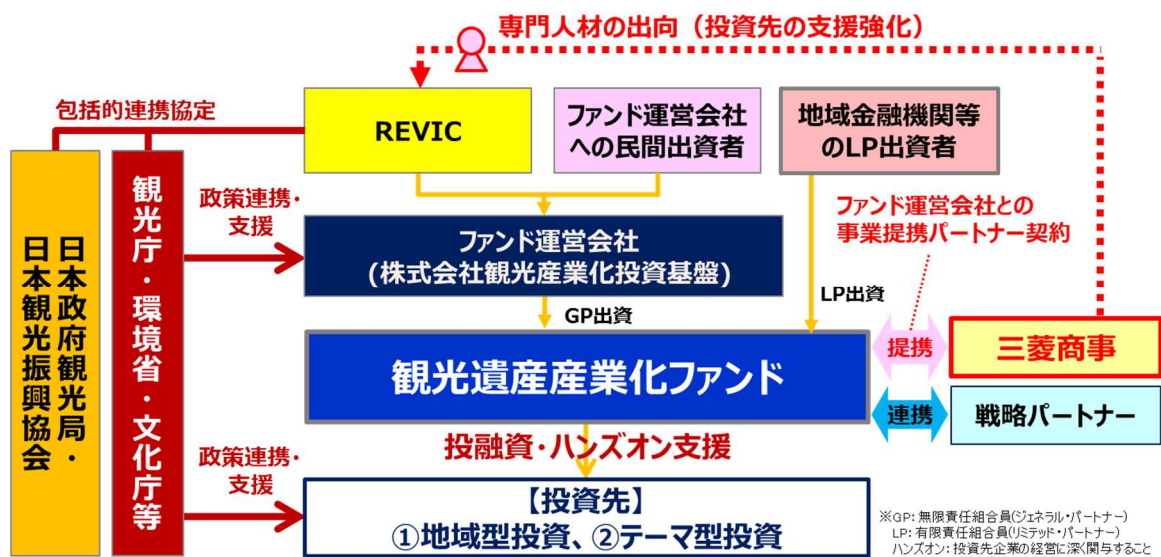 専門人材の出向（投資先の支援強化）
包括的連携協定
REVIC
ファンド運営会社
への民間出資者
地域金融機関等
のLP出資者
日本政府観光局・
日本観光振興協会
観光庁・環境省・文化庁等
政策連携・
支援
ファンド運営会社
(株式会社観光産業化投資基盤)
ファンド運営会社との
事業提携パートナー契約
GP出資
LP出資
観光遺産産業化ファンド
提携
三菱商事
連携
戦略パートナー
投融資・ハンズオン支援
政策連携・
支援
【投資先】
①地域型投資、②テーマ型投資
※GP：無限責任組合員(ジェネラル・パートナー)
LP：有限責任組合員(リミテッド・パートナー)
ハンズオン：投資先企業の経営に深く関与すること